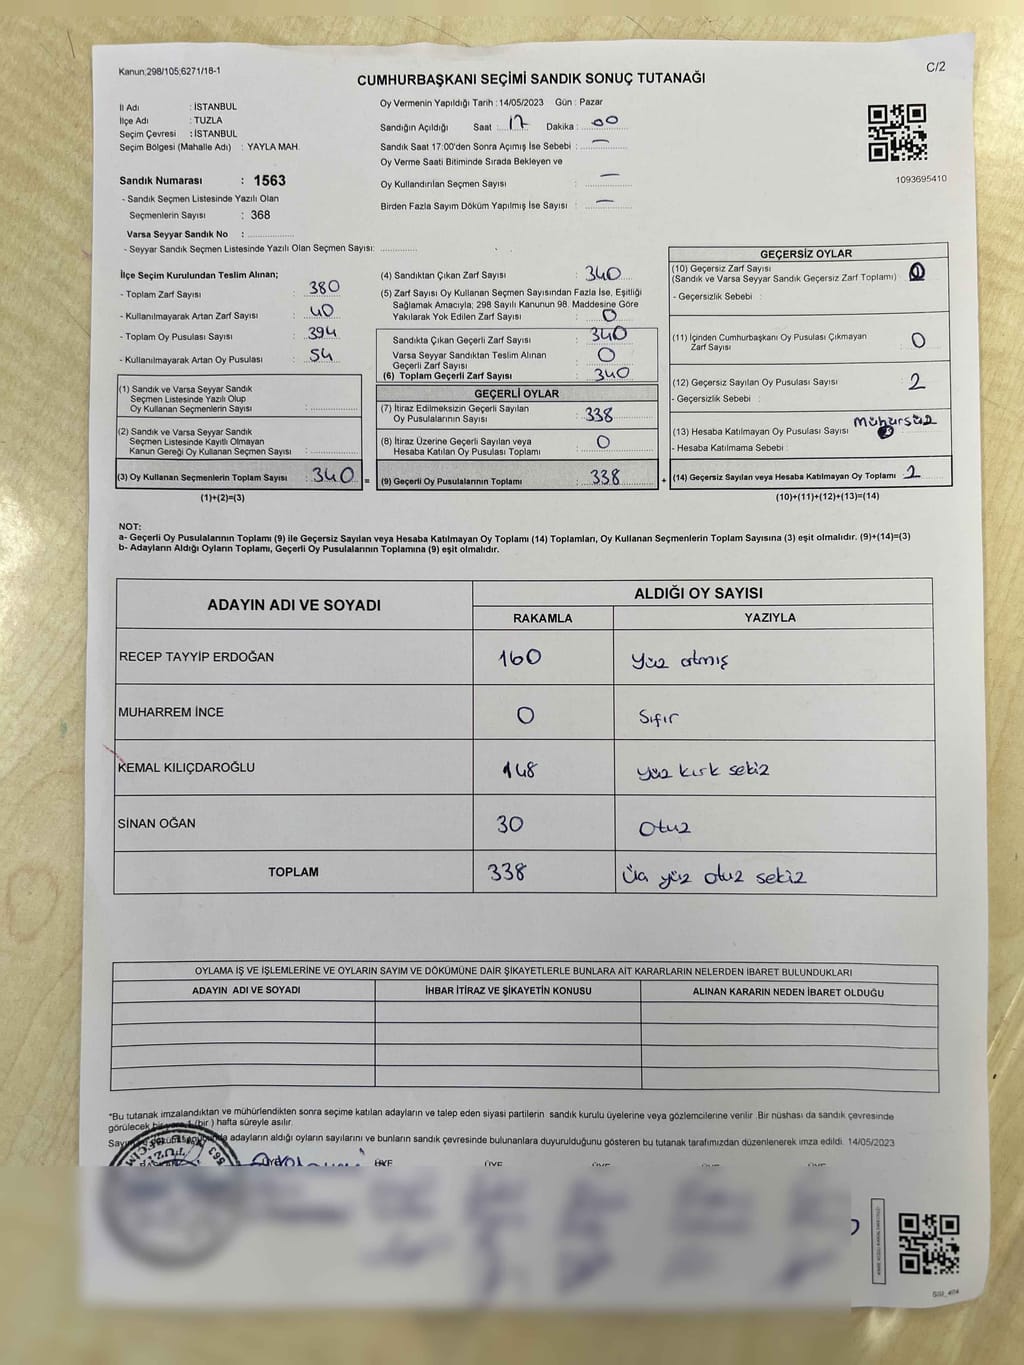 Kanun,298/105;6271/18-1
C/2
CUMHURBAŞKANI SEÇİMİ SANDIK SONUÇ TUTANAĞI
İl Adı : İSTANBUL
İlçe Adı : TUZLA
Seçim Çevresi : İSTANBUL
Seçim Bölgesi (Mahalle Adı) : YAYLA MAH.
Oy Vermenin Yapıldığı Tarih : 14/05/2023 Gün : Pazar
Sandığın Açıldığı Saat : 17 Dakika : 00
Sandık Saat 17:00'den Sonra Açımış İse Sebebi : —
Oy Verme Saati Bitiminde Sırada Bekleyen ve
Oy Kullandırılan Seçmen Sayısı : —
Birden Fazla Sayım Döküm Yapılmış İse Sayısı : —
1093695410
Sandık Numarası : 1563
- Sandık Seçmen Listesinde Yazılı Olan
Seçmenlerin Sayısı : 368
Varsa Seyyar Sandık No :
- Seyyar Sandık Seçmen Listesinde Yazılı Olan Seçmen Sayısı:
İlçe Seçim Kurulundan Teslim Alınan;
- Toplam Zarf Sayısı : 380
- Kullanılmayarak Artan Zarf Sayısı : 40
- Toplam Oy Pusulası Sayısı : 394
- Kullanılmayarak Artan Oy Pusulası : 54
(1) Sandık ve Varsa Seyyar Sandık
Seçmen Listesinde Yazılı Olup
Oy Kullanan Seçmenlerin Sayısı :
(2) Sandık ve Varsa Seyyar Sandık
Seçmen Listesinde Kayıtlı Olmayan
Kanun Gereği Oy Kullanan Seçmen Sayısı :
(3) Oy Kullanan Seçmenlerin Toplam Sayısı : 340 =
(1)+(2)=(3)
(4) Sandıktan Çıkan Zarf Sayısı : 340
(5) Zarf Sayısı Oy Kullanan Seçmen Sayısından Fazla İse, Eşitliği
Sağlamak Amacıyla; 298 Sayılı Kanunun 98. Maddesine Göre
Yakılarak Yok Edilen Zarf Sayısı : 0
Sandıkta Çıkan Geçerli Zarf Sayısı : 340
Varsa Seyyar Sandıktan Teslim Alınan
Geçerli Zarf Sayısı : 0
(6) Toplam Geçerli Zarf Sayısı : 340
GEÇERLİ OYLAR
(7) İtiraz Edilmeksizin Geçerli Sayılan
Oy Pusulalarının Sayısı : 338
(8) İtiraz Üzerine Geçerli Sayılan veya
Hesaba Katılan Oy Pusulası Toplamı : 0
(9) Geçerli Oy Pusulalarının Toplamı : 338 +
GEÇERSİZ OYLAR
(10) Geçersiz Zarf Sayısı
(Sandık ve Varsa Seyyar Sandık Geçersiz Zarf Toplamı) :
- Geçersizlik Sebebi :
(11) İçinden Cumhurbaşkanı Oy Pusulası Çıkmayan
Zarf Sayısı : 0
(12) Geçersiz Sayılan Oy Pusulası Sayısı : 2
- Geçersizlik Sebebi : Mühürsüz
(13) Hesaba Katılmayan Oy Pusulası Sayısı :
- Hesaba Katılmama Sebebi :
(14) Geçersiz Sayılan veya Hesaba Katılmayan Oy Toplamı : 2
(10)+(11)+(12)+(13)=(14)
NOT:
a- Geçerli Oy Pusulalarının Toplamı (9) ile Geçersiz Sayılan veya Hesaba Katılmayan Oy Toplamı (14) Toplamları, Oy Kullanan Seçmenlerin Toplam Sayısına (3) eşit olmalıdır. (9)+(14)=(3)
b- Adayların Aldığı Oyların Toplamı, Geçerli Oy Pusulalarının Toplamına (9) eşit olmalıdır.
ADAYIN ADI VE SOYADI ALDIĞI OY SAYISI
RAKAMLA YAZIYLA
RECEP TAYYİP ERDOĞAN 160 Yüz atmış
MUHARREM İNCE 0 Sıfır
KEMAL KILIÇDAROĞLU 148 Yüz kırk sekiz
SİNAN OĞAN 30 Otuz
TOPLAM 338 Üç yüz otuz sekiz
OYLAMA İŞ VE İŞLEMLERİNE VE OYLARIN SAYIM VE DÖKÜMÜNE DAİR ŞİKAYETLERLE BUNLARA AİT KARARLARIN NELERDEN İBARET BULUNDUKLARI
ADAYIN ADI VE SOYADI İHBAR İTİRAZ VE ŞİKAYETİN KONUSU ALINAN KARARIN NEDEN İBARET OLDUĞU
*Bu tutanak imzalandıktan ve mühürlendikten sonra seçime katılan adayların ve talep eden siyasi partilerin sandık kurulu üyelerine veya gözlemcilerine verilir .Bir nüshası da sandık çevresinde
görülecek bir yere 1 (bir ) hafta süreyle asılır.
adayların aldığı oyların sayılarını ve bunların sandık çevresinde bulunanlara duyurulduğunu gösteren bu tutanak tarafımızdan düzenlenerek imza edildi. 14/05/2023
ÜYE ÜYE ÜYE ÜYE ÜYE ÜYE